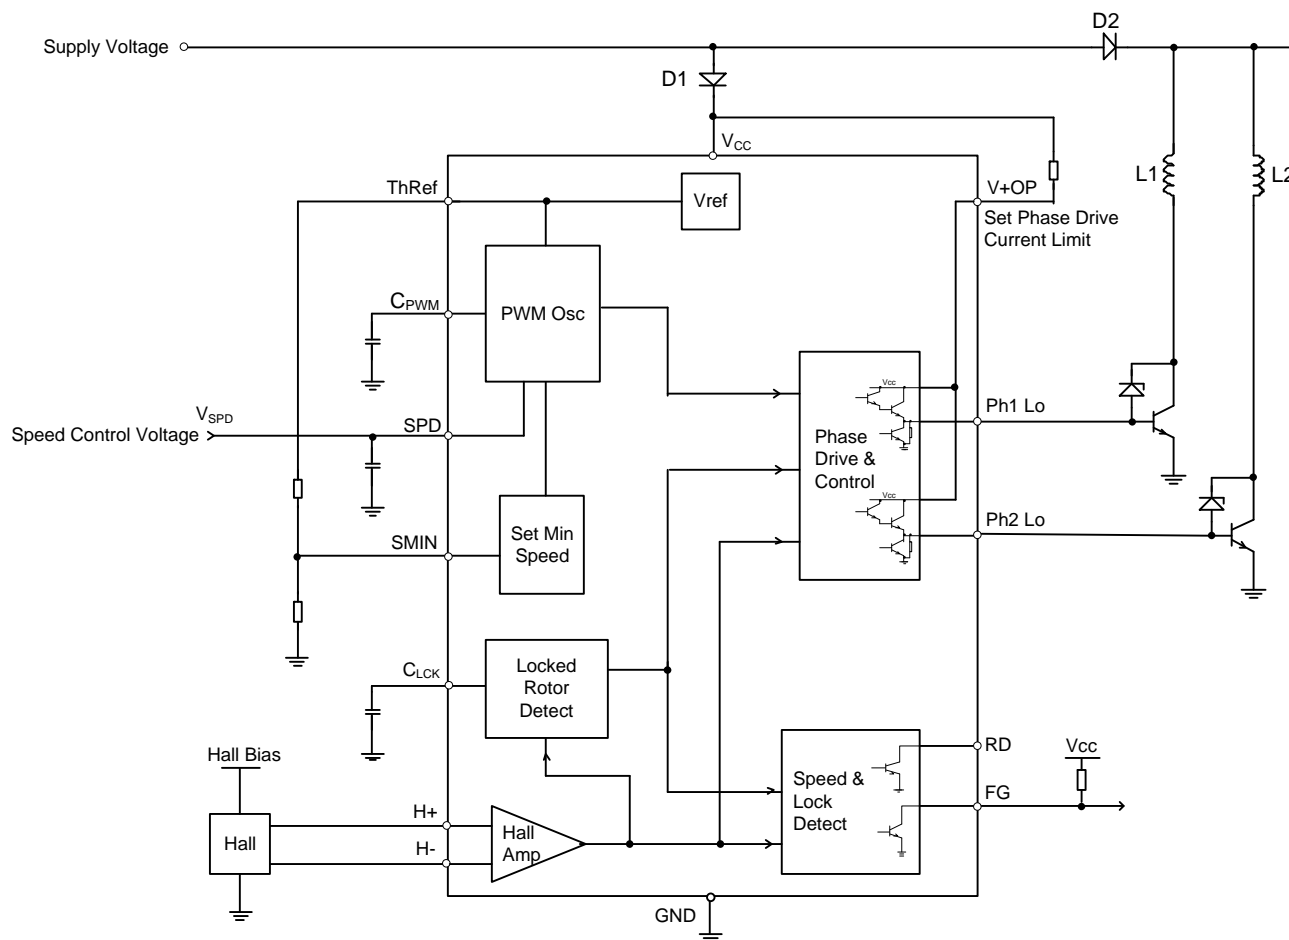 D2
Supply Voltage
D1
VCC
ThRef
Vref
V+OP
L1
L2
Set Phase Drive
Current Limit
CPWM
PWM Osc
Vcc
Ph1 Lo
VSPD
Speed Control Voltage
SPD
Phase
Drive &
Control
Vcc
Ph2 Lo
SMIN
Set Min
Speed
CLCK
Locked
Rotor
Detect
Hall Bias
RD
Vcc
Speed &
Lock
Detect
FG
H+
Hall
Hall
Amp
H-
GND